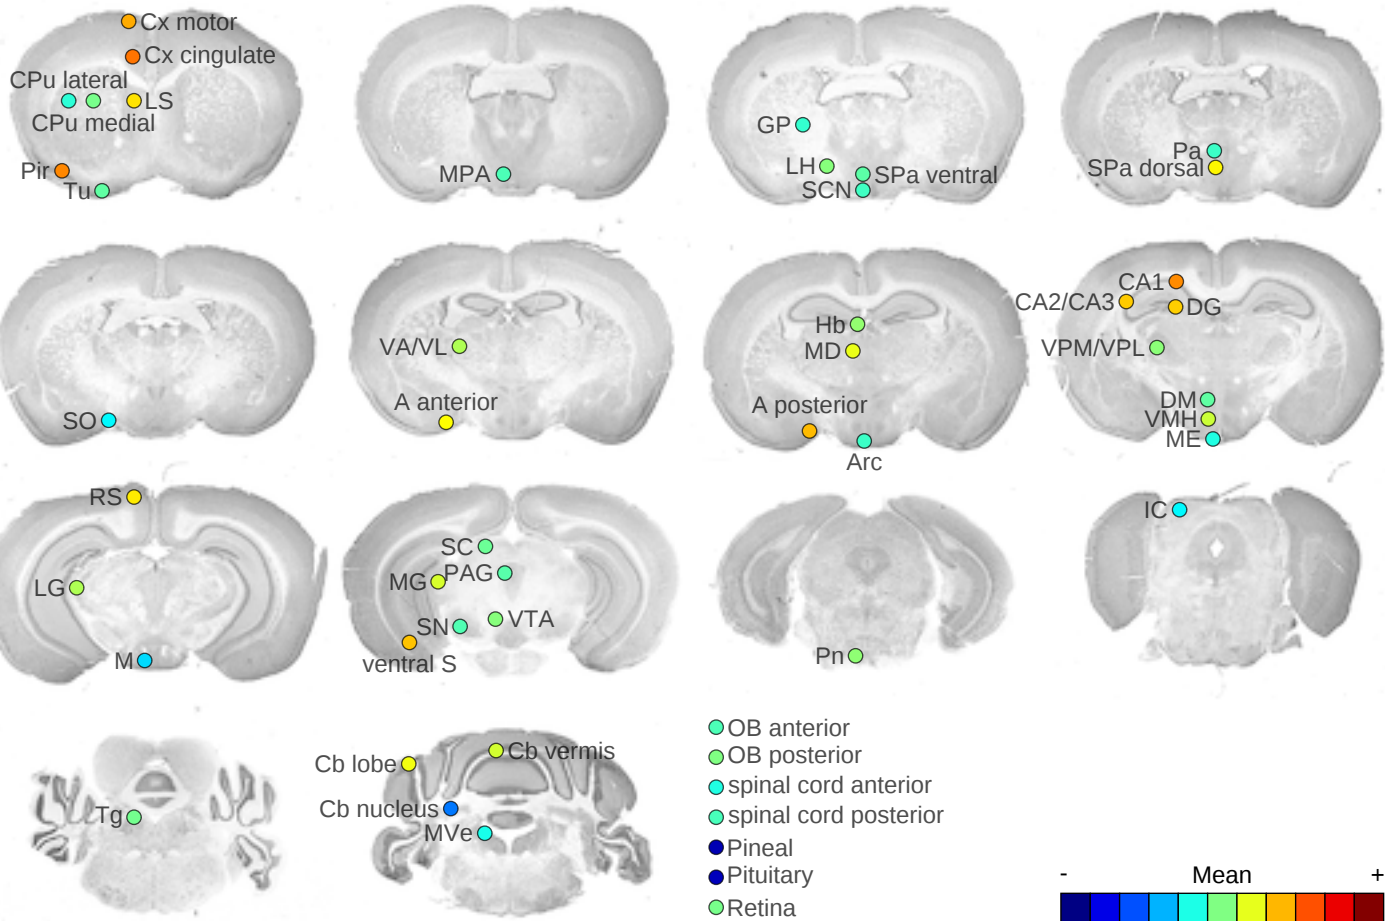 Cx motor
Cx cingulate
CPu lateral
LS
CPu medial
Pir
Tu
MPA
GP
LH
SPa ventral
SCN
Pa
SPa dorsal
SO
VA/VL
A anterior
Hb
MD
A posterior
Arc
CA1
CA2/CA3
DG
VPM/VPL
DM
VMH
ME
RS
LG
M
SC
PAG
MG
SN
VTA
ventral S
Pn
IC
Tg
Cb lobe
Cb vermis
Cb nucleus
MVe
OB anterior
OB posterior
spinal cord anterior
spinal cord posterior
Pineal
Pituitary
Retina
- Mean +